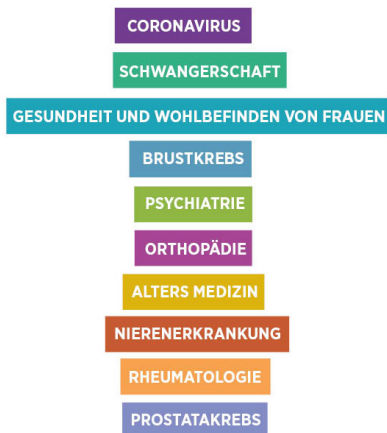 CORONAVIRUS
SCHWANGERSCHAFT
GESUNDHEIT UND WOHLBEFINDEN VON FRAUEN
BRUSTKREBS
PSYCHIATRIE
ORTHOPÄDIE
ALTERS MEDIZIN
NIERENERKRANKUNG
RHEUMATOLOGIE
PROSTATAKREBS